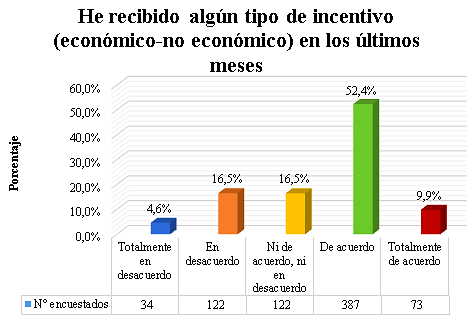 He recibido algún tipo de incentivo
(económico-no económico) en los últimos
meses
Porcentaje
60,0%
50,0%
40,0%
30,0%
20,0%
10,0%
0,0%
4,6%
16,5%
16,5%
52,4%
9,9%
Totalmente
en
desacuerdo
En
desacuerdo
Ni de
acuerdo, ni
en
desacuerdo
De acuerdo
Totalmente
de acuerdo
N° encuestados 34 122 122 387 73